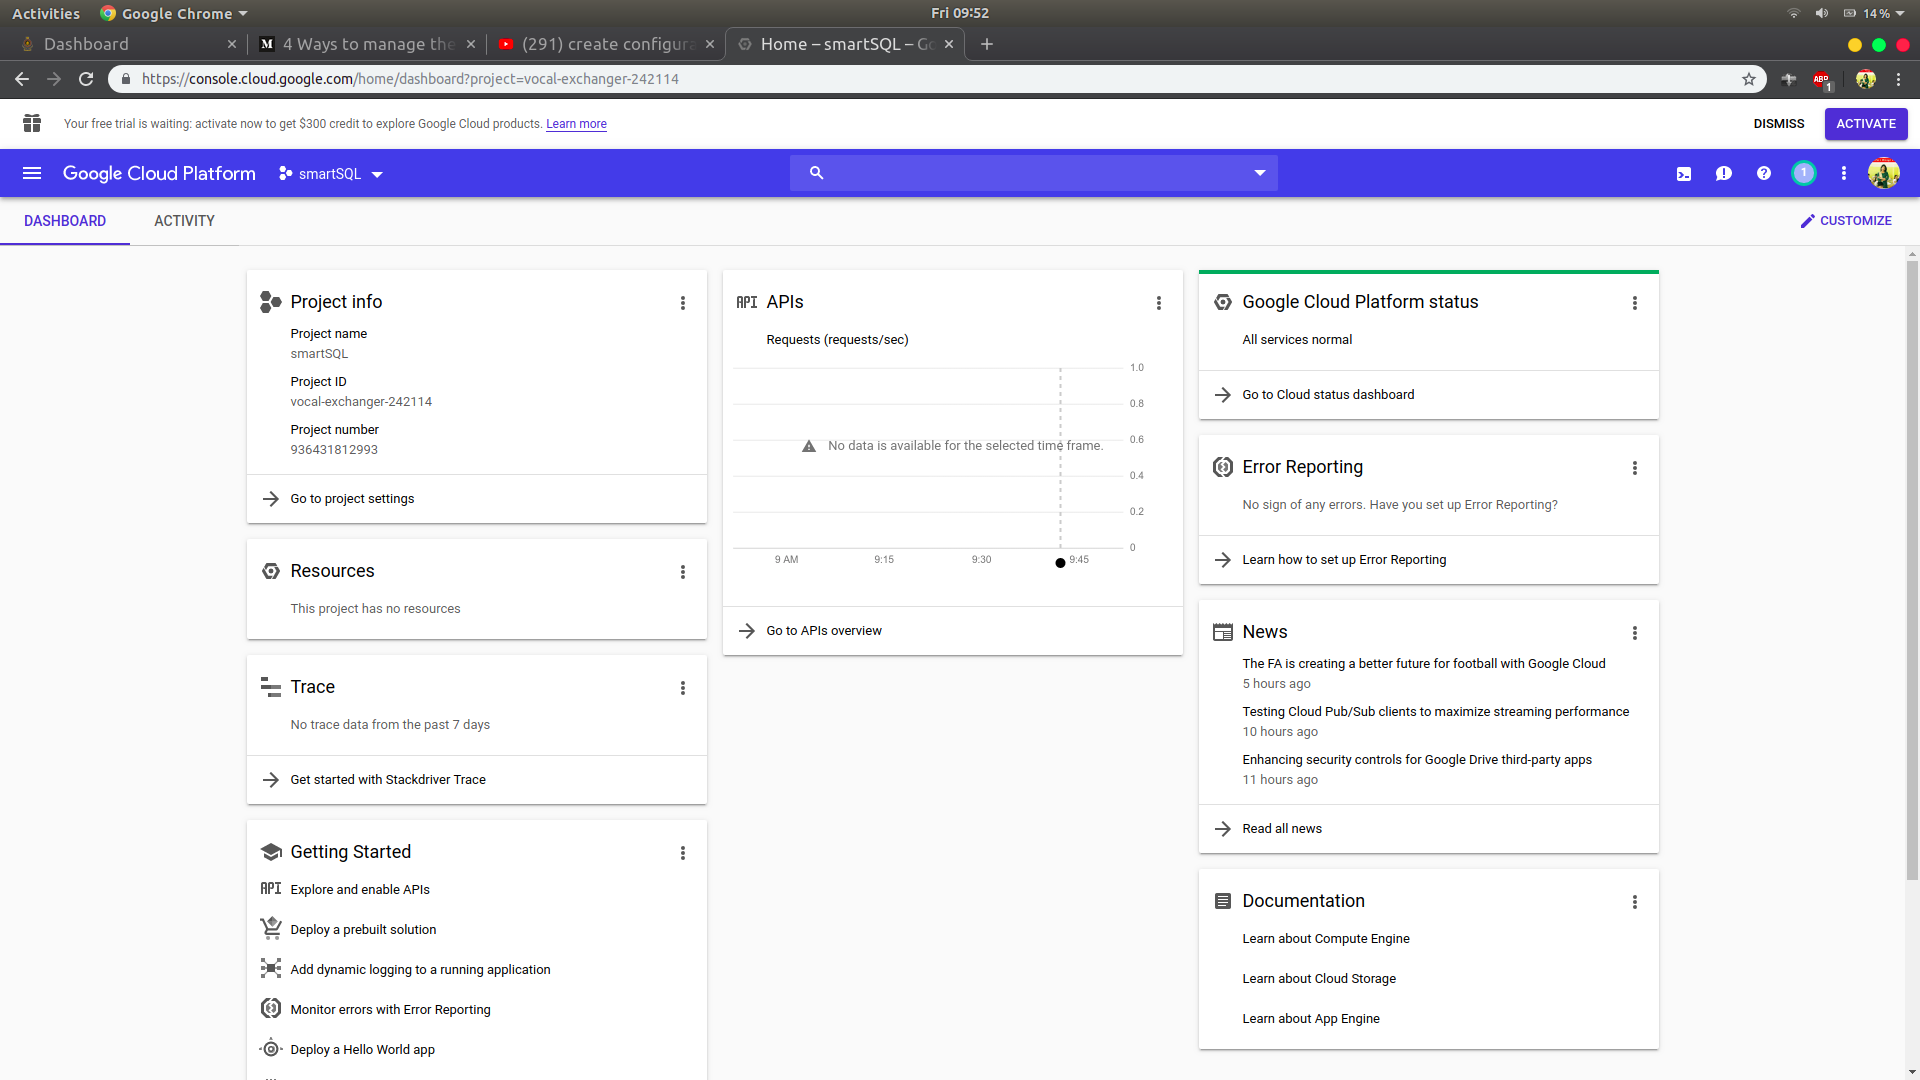 Activities
Google Chrome
Fri 09:52
14 %
Dashboard
4 Ways to manage the
(291) create configura
Home – smartSQL – Go
https://console.cloud.google.com/home/dashboard?project=vocal-exchanger-242114
ABP
1
Your free trial is waiting: activate now to get $300 credit to explore Google Cloud products. Learn more
DISMISS
ACTIVATE
Google Cloud Platform
smartSQL
1
DASHBOARD
ACTIVITY
CUSTOMIZE
Project info
Project name
smartSQL
Project ID
vocal-exchanger-242114
Project number
936431812993
Go to project settings
Resources
This project has no resources
Trace
No trace data from the past 7 days
Get started with Stackdriver Trace
Getting Started
API Explore and enable APIs
Deploy a prebuilt solution
Add dynamic logging to a running application
Monitor errors with Error Reporting
Deploy a Hello World app
API APIs
Requests (requests/sec)
1.0
0.8
0.6
0.4
0.2
0
No data is available for the selected time frame.
9 AM
9:15
9:30
9:45
Go to APIs overview
Google Cloud Platform status
All services normal
Go to Cloud status dashboard
Error Reporting
No sign of any errors. Have you set up Error Reporting?
Learn how to set up Error Reporting
News
The FA is creating a better future for football with Google Cloud
5 hours ago
Testing Cloud Pub/Sub clients to maximize streaming performance
10 hours ago
Enhancing security controls for Google Drive third-party apps
11 hours ago
Read all news
Documentation
Learn about Compute Engine
Learn about Cloud Storage
Learn about App Engine